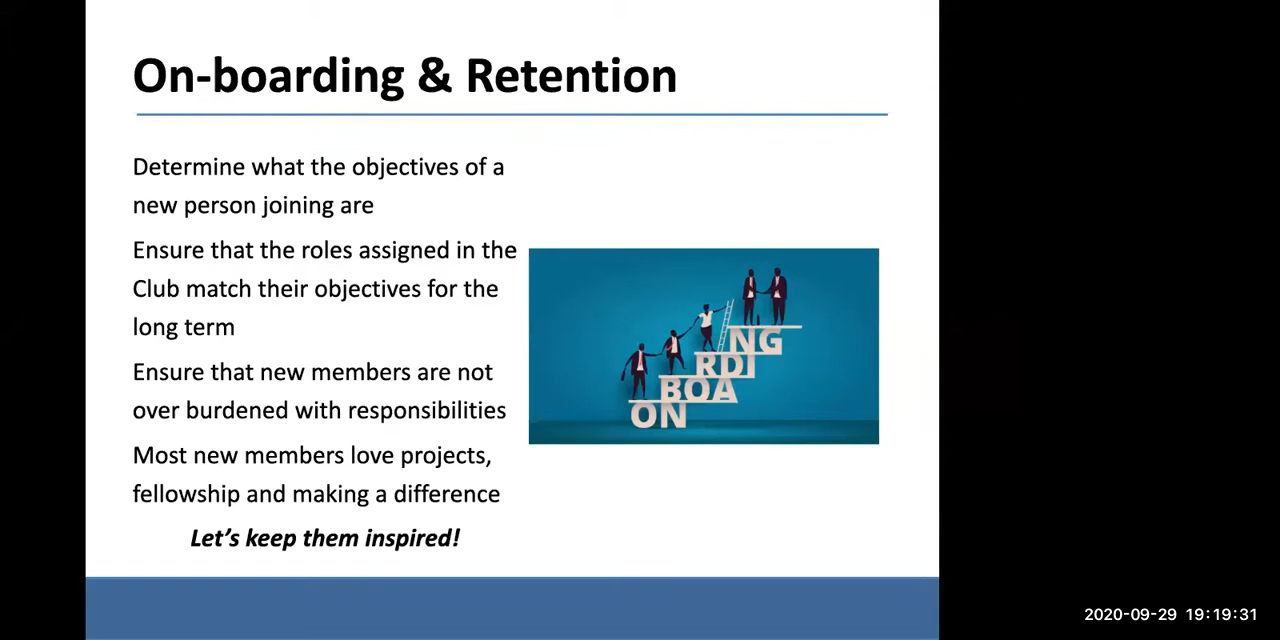 On-boarding & Retention
Determine what the objectives of a
new person joining are
Ensure that the roles assigned in the
Club match their objectives for the
long term
Ensure that new members are not
over burdened with responsibilities
Most new members love projects,
fellowship and making a difference
Let’s keep them inspired!
NG
RDI
BOA
ON
2020-09-29 19:19:31